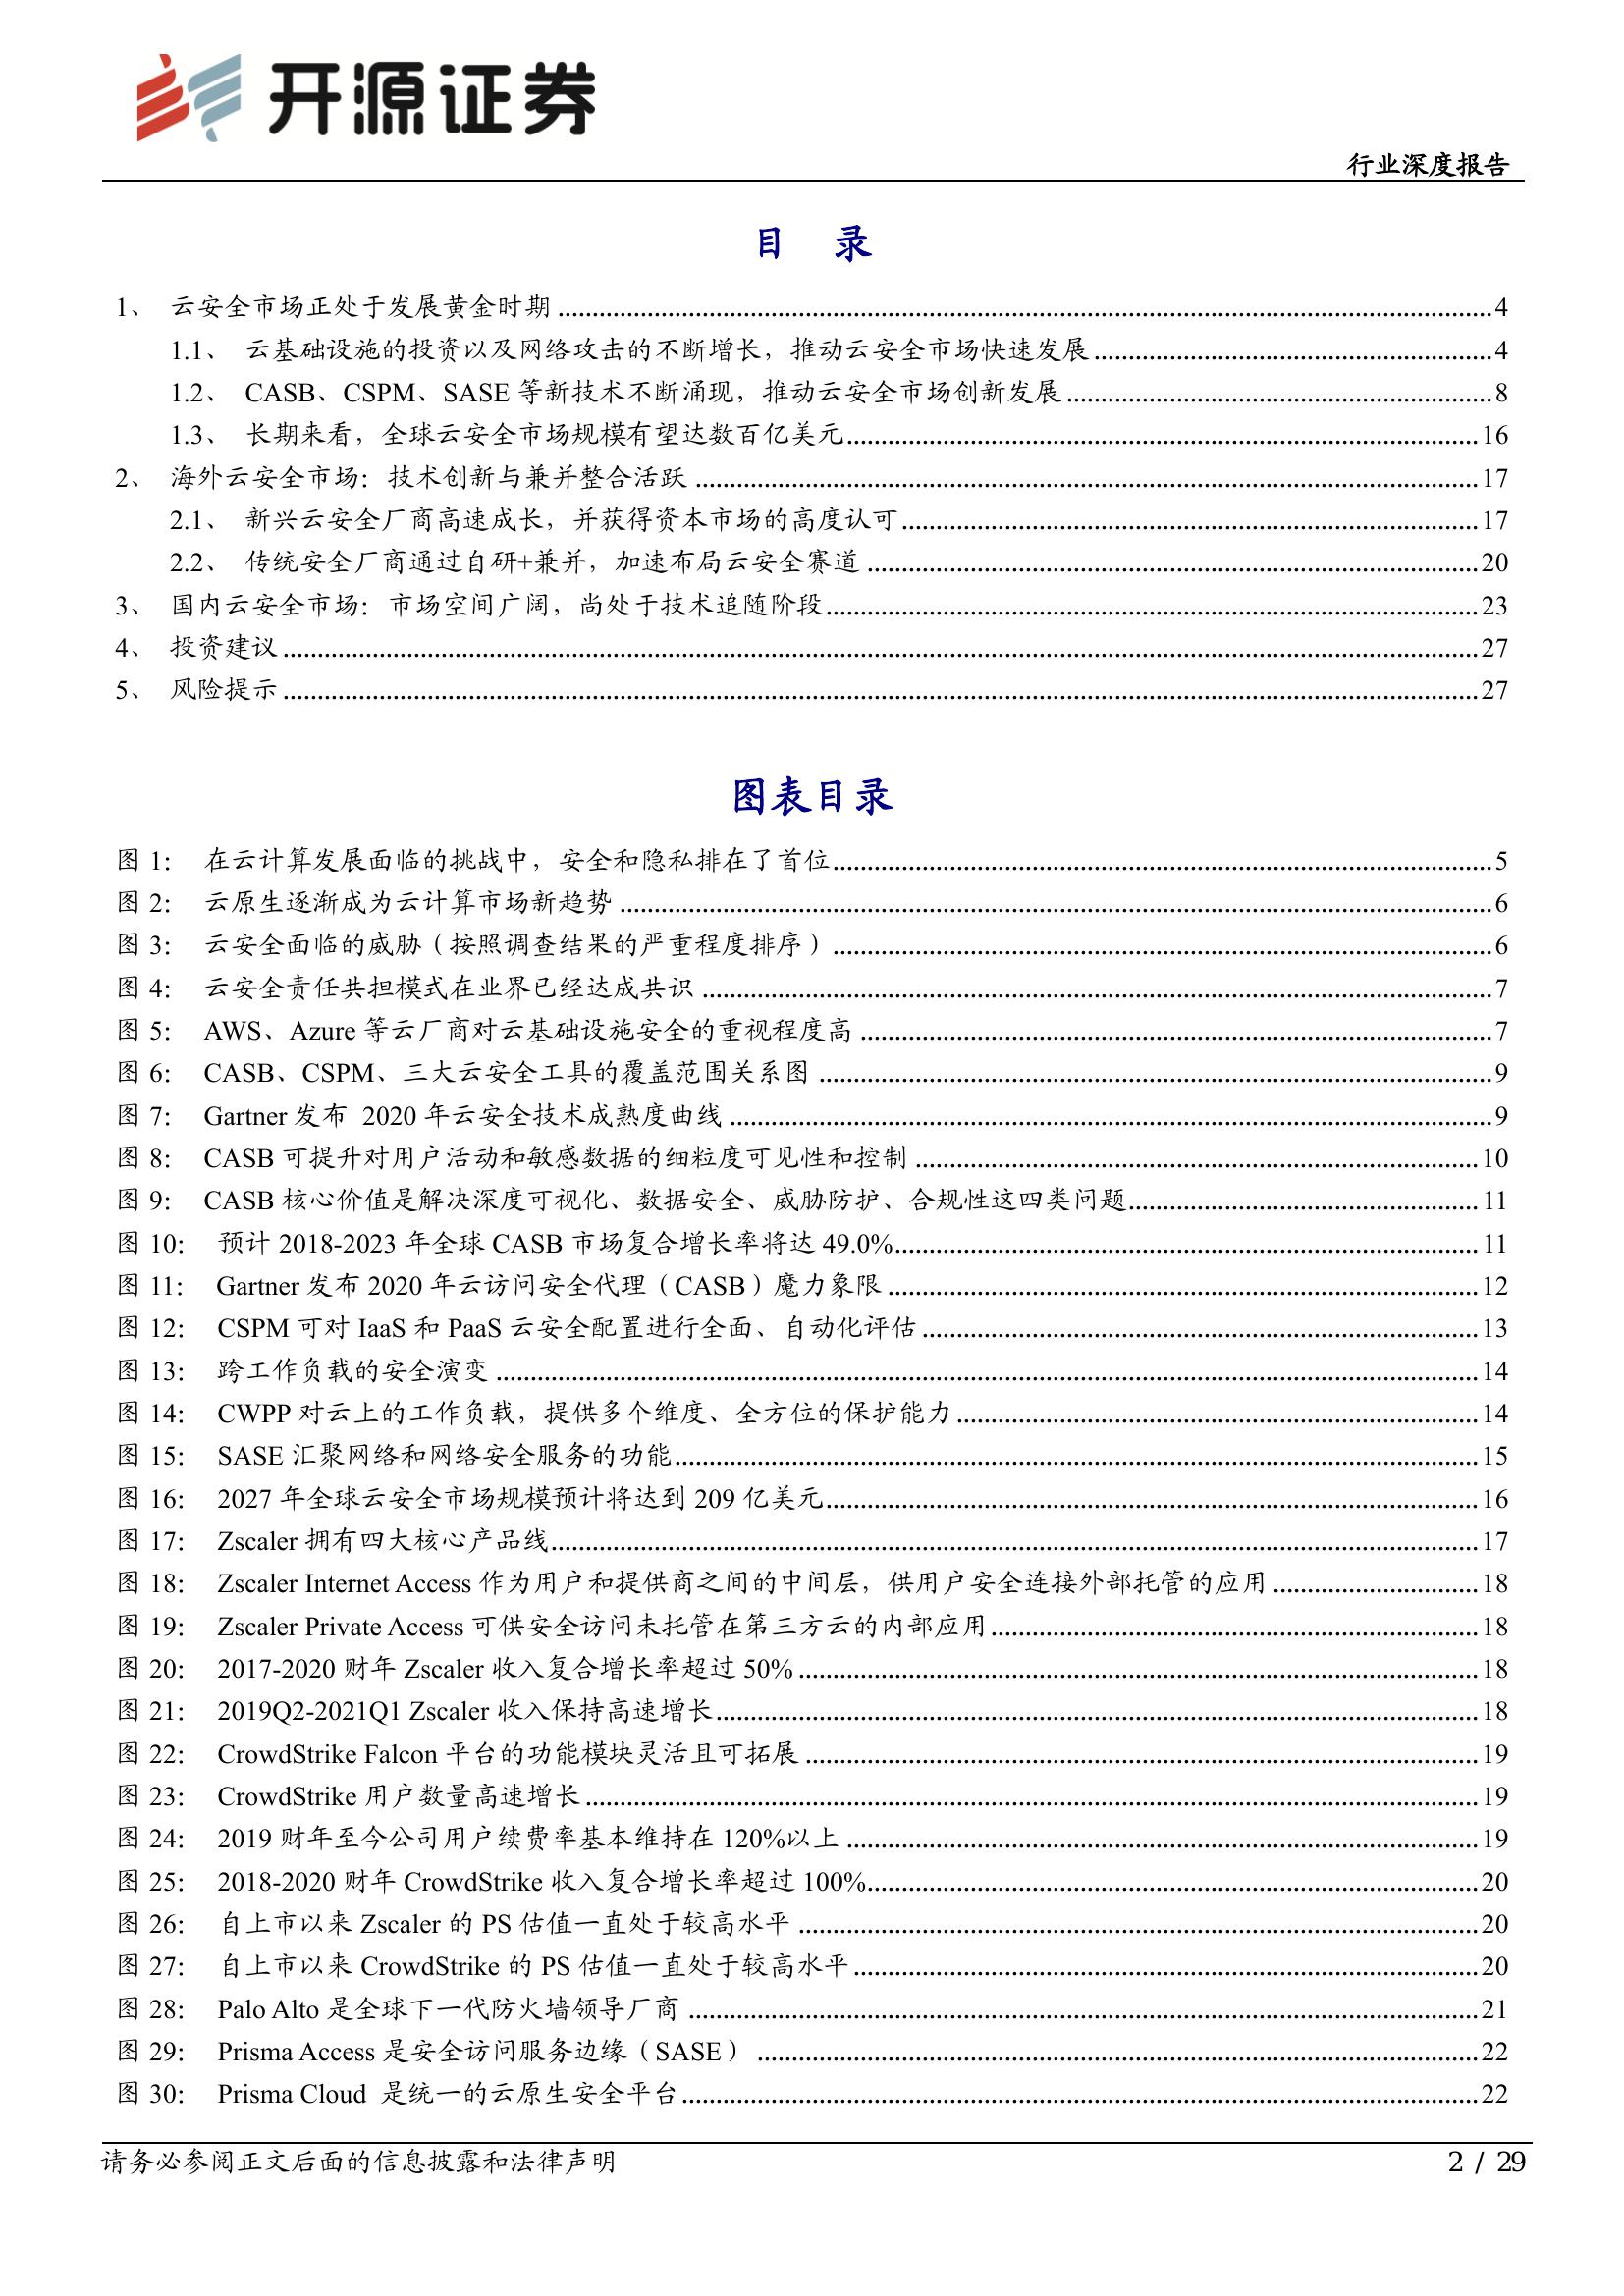 开源证券
行业深度报告
目 录
1、 云安全市场正处于发展黄金时期 4
1.1、 云基础设施的投资以及网络攻击的不断增长，推动云安全市场快速发展 4
1.2、 CASB、CSPM、SASE 等新技术不断涌现，推动云安全市场创新发展 8
1.3、 长期来看，全球云安全市场规模有望达数百亿美元 16
2、 海外云安全市场：技术创新与兼并整合活跃 17
2.1、 新兴云安全厂商高速成长，并获得资本市场的高度认可 17
2.2、 传统安全厂商通过自研+兼并，加速布局云安全赛道 20
3、 国内云安全市场：市场空间广阔，尚处于技术追随阶段 23
4、 投资建议 27
5、 风险提示 27
图表目录
图 1： 在云计算发展面临的挑战中，安全和隐私排在了首位 5
图 2： 云原生逐渐成为云计算市场新趋势 6
图 3： 云安全面临的威胁（按照调查结果的严重程度排序） 6
图 4： 云安全责任共担模式在业界已经达成共识 7
图 5： AWS、Azure 等云厂商对云基础设施安全的重视程度高 7
图 6： CASB、CSPM、三大云安全工具的覆盖范围关系图 9
图 7： Gartner 发布 2020 年云安全技术成熟度曲线 9
图 8： CASB 可提升对用户活动和敏感数据的细粒度可见性和控制 10
图 9： CASB 核心价值是解决深度可视化、数据安全、威胁防护、合规性这四类问题 11
图 10： 预计 2018-2023 年全球 CASB 市场复合增长率将达 49.0% 11
图 11： Gartner 发布 2020 年云访问安全代理（CASB）魔力象限 12
图 12： CSPM 可对 IaaS 和 PaaS 云安全配置进行全面、自动化评估 13
图 13： 跨工作负载的安全演变 14
图 14： CWPP 对云上的工作负载，提供多个维度、全方位的保护能力 14
图 15： SASE 汇聚网络和网络安全服务的功能 15
图 16： 2027 年全球云安全市场规模预计将达到 209 亿美元 16
图 17： Zscaler 拥有四大核心产品线 17
图 18： Zscaler Internet Access 作为用户和提供商之间的中间层，供用户安全连接外部托管的应用 18
图 19： Zscaler Private Access 可供安全访问未托管在第三方云的内部应用 18
图 20： 2017-2020 财年 Zscaler 收入复合增长率超过 50% 18
图 21： 2019Q2-2021Q1 Zscaler 收入保持高速增长 18
图 22： CrowdStrike Falcon 平台的功能模块灵活且可拓展 19
图 23： CrowdStrike 用户数量高速增长 19
图 24： 2019 财年至今公司用户续费率基本维持在 120%以上 19
图 25： 2018-2020 财年 CrowdStrike 收入复合增长率超过 100% 20
图 26： 自上市以来 Zscaler 的 PS 估值一直处于较高水平 20
图 27： 自上市以来 CrowdStrike 的 PS 估值一直处于较高水平 20
图 28： Palo Alto 是全球下一代防火墙领导厂商 21
图 29： Prisma Access 是安全访问服务边缘（SASE） 22
图 30： Prisma Cloud 是统一的云原生安全平台 22
请务必参阅正文后面的信息披露和法律声明
2 / 29